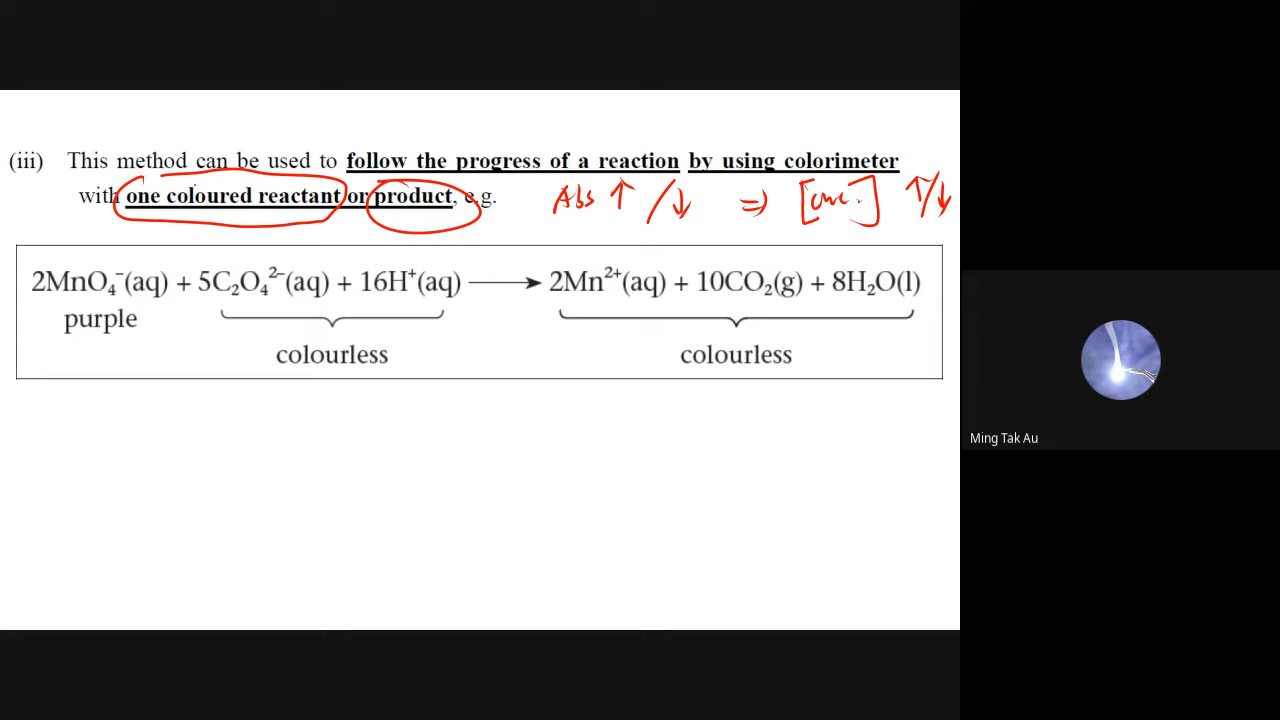 (iii) This method can be used to follow the progress of a reaction by using colorimeter
with one coloured reactant or product, e.g.
Abs ↑ / ↓ ⇒ [conc.] ↑/↓
2MnO₄⁻(aq) + 5C₂O₄²⁻(aq) + 16H⁺(aq) ⟶ 2Mn²⁺(aq) + 10CO₂(g) + 8H₂O(l)
purple
colourless colourless
Ming Tak Au